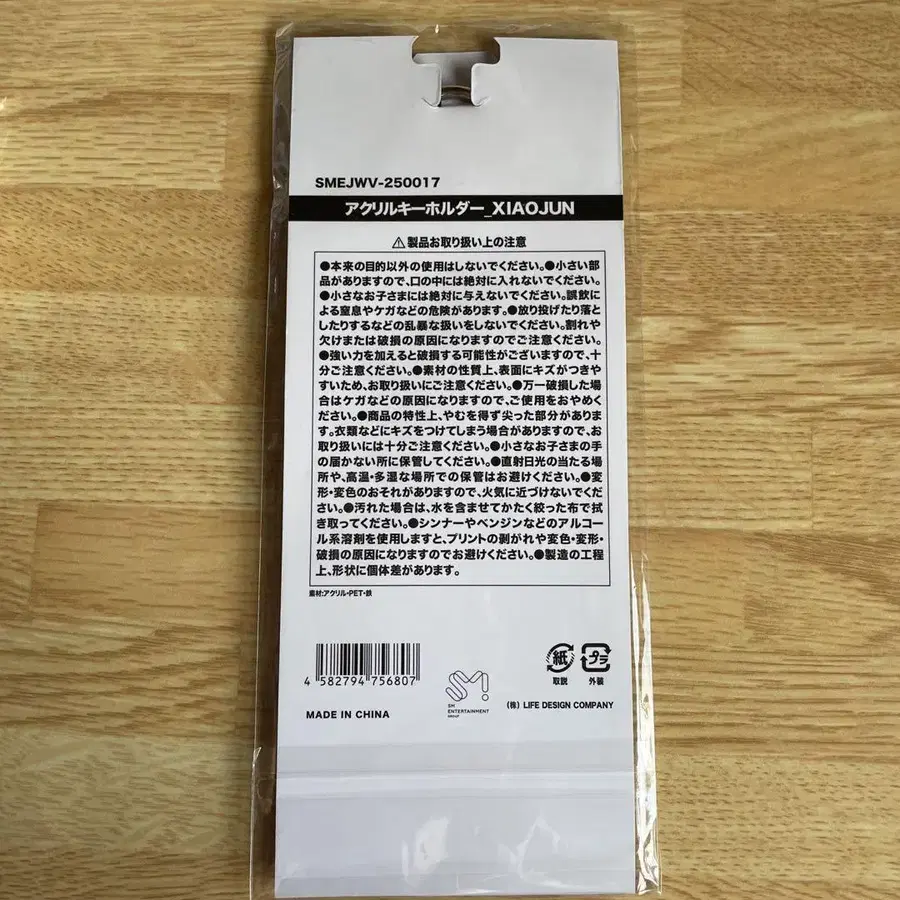 SMEJWV-250017
アクリルキーホルダー_XIAOJUN
⚠製品お取り扱い上の注意
●本来の目的以外の使用はしないでください。●小さい部
品がありますので、口の中には絶対に入れないでください。
●小さなお子さまには絶対に与えないでください。誤飲に
よる窒息やケガなどの危険があります。●放り投げたり落と
したりするなどの乱暴な扱いをしないでください。割れや
欠けまたは破損の原因になりますのでご注意ください。
●強い力を加えると破損する可能性がございますので、十
分ご注意ください。●素材の性質上、表面にキズがつきや
すいため、お取り扱いにご注意ください。●万一破損した場
合はケガなどの原因になりますので、ご使用をおやめく
ださい。●商品の特性上、やむを得ず尖った部分がありま
す。衣類などにキズをつけてしまう場合がありますので、お
取り扱いには十分ご注意ください。●小さなお子さまの手
の届かない所に保管してください。●直射日光の当たる場
所や、高温・多湿な場所での保管はお避けください。●変
形・変色のおそれがありますので、火気に近づけないでくだ
さい。●汚れた場合は、水を含ませてかたく絞った布で拭
き取ってください。●シンナーやベンジンなどのアルコー
ル系溶剤を使用しますと、プリントの剥がれや変色・変形・
破損の原因になりますのでお避けください。●製造の工程
上、形状に個体差があります。
素材:アクリル・PET・鉄
4 582794 756807
MADE IN CHINA
SM!
SM
ENTERTAINMENT
GROUP
紙
取説
プラ
外装
(株) LIFE DESIGN COMPANY